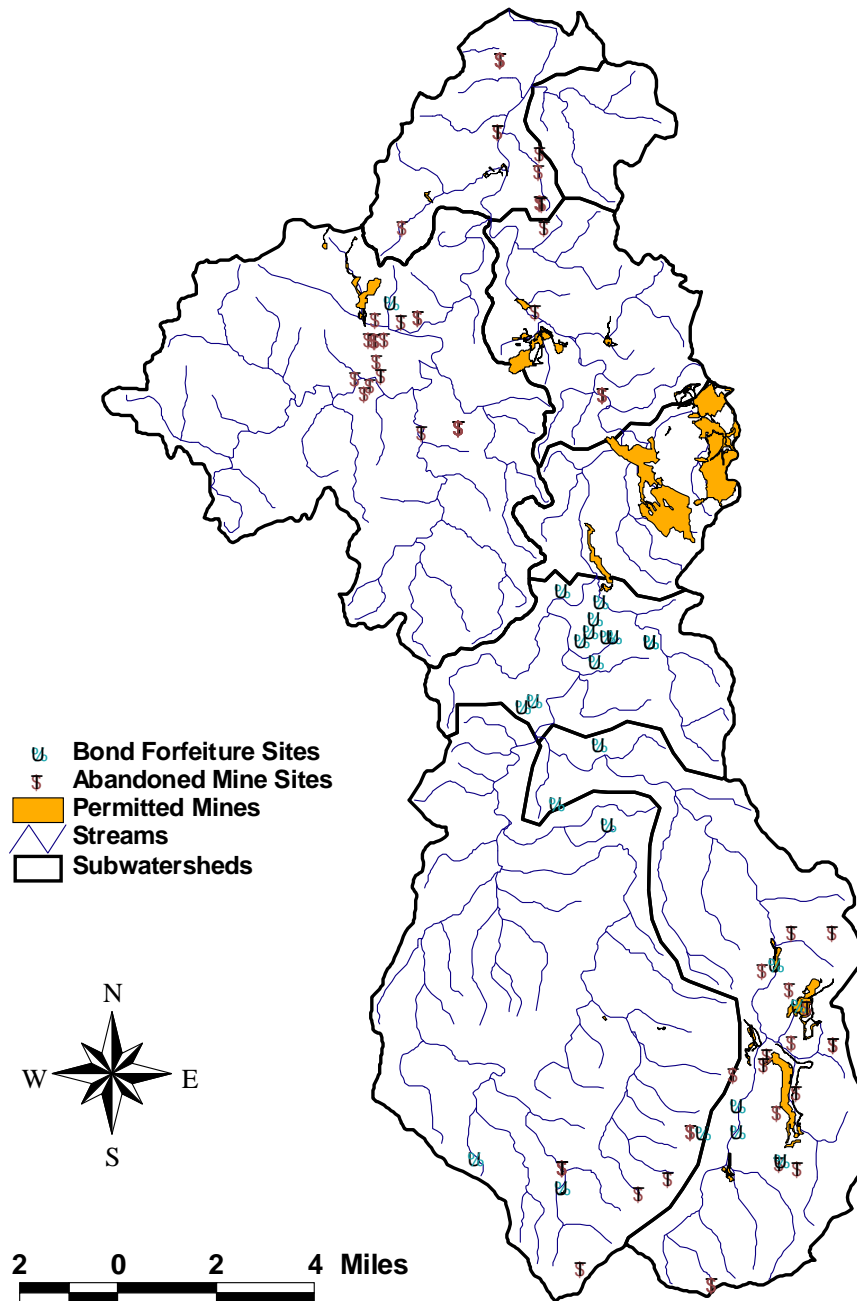 Bond Forfeiture Sites
Abandoned Mine Sites
Permitted Mines
Streams
Subwatersheds
N
W E
S
2 0 2 4 Miles